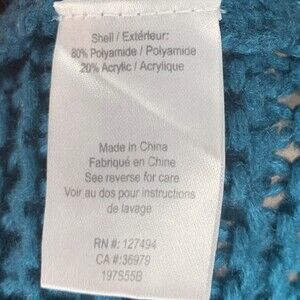 Shell / Extérieur:
80% Polyamide / Polyamide
20% Acrylic / Acrylique
Made in China
Fabriqué en Chine
See reverse for care
Voir au dos pour instructions
de lavage
RN #: 127494
CA #:36979
197S55B